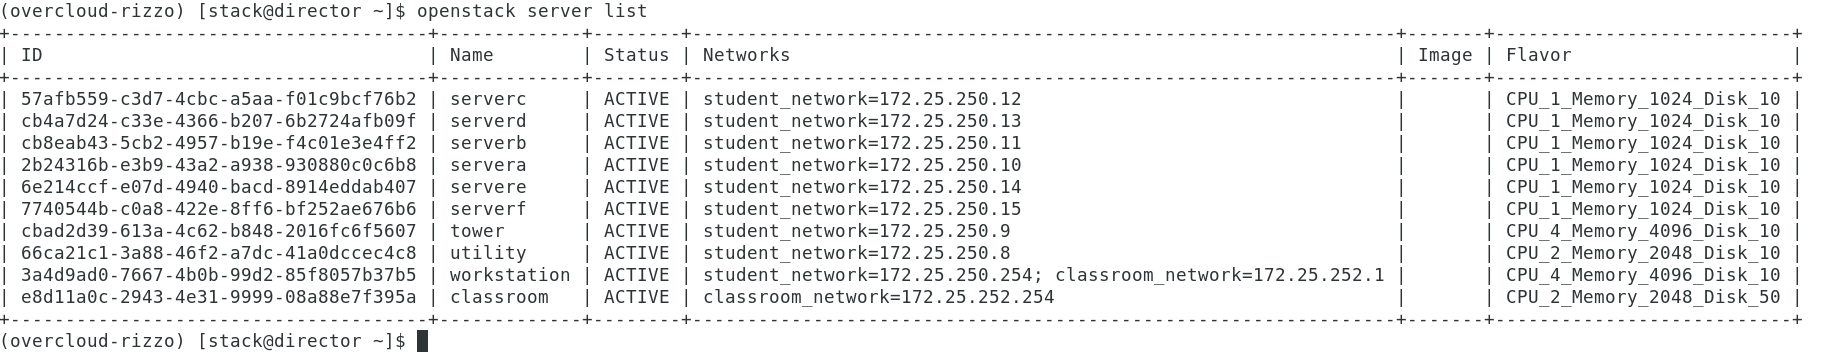 (overcloud-rizzo) [stack@director ~]$ openstack server list
+--------------------------------------+-------------+--------+----------------------------------------------------------------+-------+---------------------------+
| ID                                   | Name        | Status | Networks                                                       | Image | Flavor                    |
+--------------------------------------+-------------+--------+----------------------------------------------------------------+-------+---------------------------+
| 57afb559-c3d7-4cbc-a5aa-f01c9bcf76b2 | serverc     | ACTIVE | student_network=172.25.250.12                                  |       | CPU_1_Memory_1024_Disk_10 |
| cb4a7d24-c33e-4366-b207-6b2724afb09f | serverd     | ACTIVE | student_network=172.25.250.13                                  |       | CPU_1_Memory_1024_Disk_10 |
| cb8eab43-5cb2-4957-b19e-f4c01e3e4ff2 | serverb     | ACTIVE | student_network=172.25.250.11                                  |       | CPU_1_Memory_1024_Disk_10 |
| 2b24316b-e3b9-43a2-a938-930880c0c6b8 | servera     | ACTIVE | student_network=172.25.250.10                                  |       | CPU_1_Memory_1024_Disk_10 |
| 6e214ccf-e07d-4940-bacd-8914eddab407 | servere     | ACTIVE | student_network=172.25.250.14                                  |       | CPU_1_Memory_1024_Disk_10 |
| 7740544b-c0a8-422e-8ff6-bf252ae676b6 | serverf     | ACTIVE | student_network=172.25.250.15                                  |       | CPU_1_Memory_1024_Disk_10 |
| cbad2d39-613a-4c62-b848-2016fc6f5607 | tower       | ACTIVE | student_network=172.25.250.9                                   |       | CPU_4_Memory_4096_Disk_10 |
| 66ca21c1-3a88-46f2-a7dc-41a0dccec4c8 | utility     | ACTIVE | student_network=172.25.250.8                                   |       | CPU_2_Memory_2048_Disk_10 |
| 3a4d9ad0-7667-4b0b-99d2-85f8057b37b5 | workstation | ACTIVE | student_network=172.25.250.254; classroom_network=172.25.252.1 |       | CPU_4_Memory_4096_Disk_10 |
| e8d11a0c-2943-4e31-9999-08a88e7f395a | classroom   | ACTIVE | classroom_network=172.25.252.254                               |       | CPU_2_Memory_2048_Disk_50 |
+--------------------------------------+-------------+--------+----------------------------------------------------------------+-------+---------------------------+
(overcloud-rizzo) [stack@director ~]$